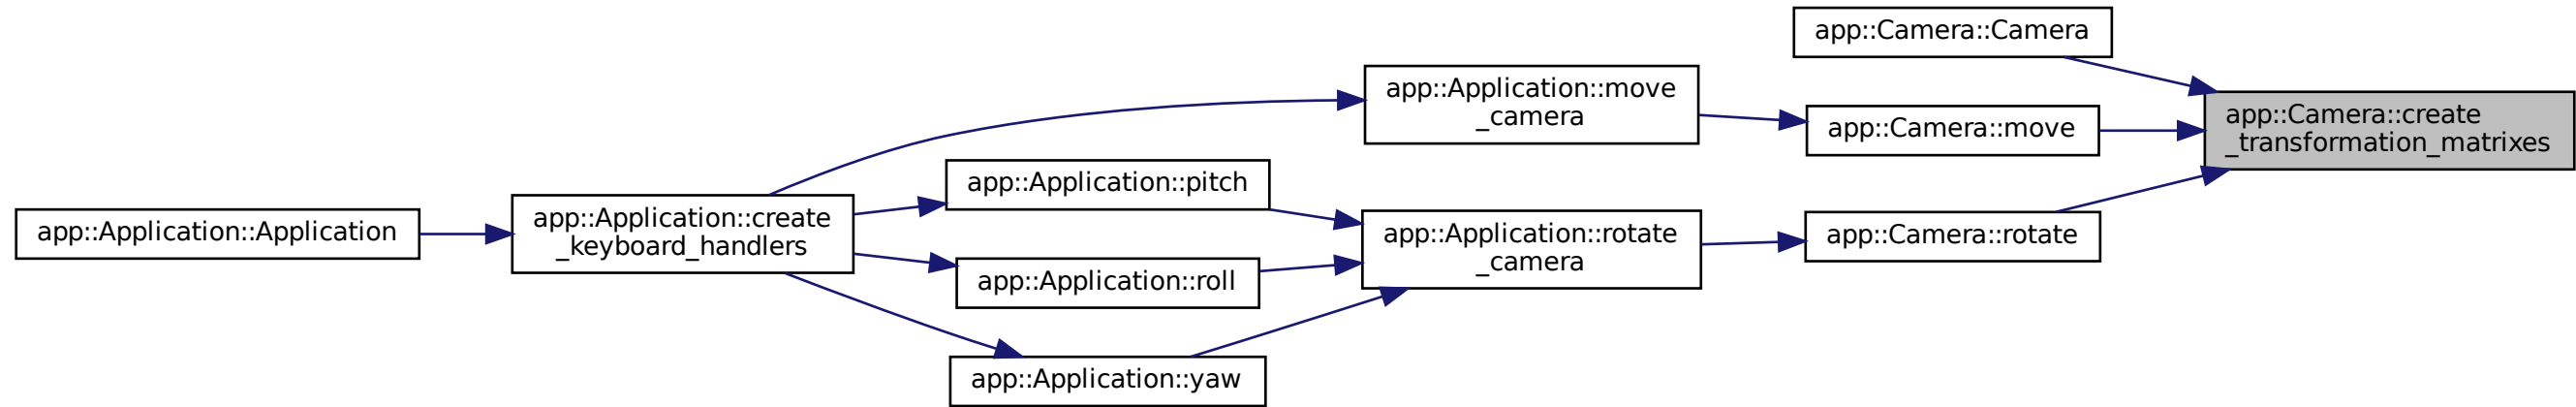 app::Camera::Camera
app::Application::move
_camera
app::Camera::create
_transformation_matrixes
app::Camera::move
app::Application::pitch
app::Application::create
_keyboard_handlers
app::Application::Application
app::Application::rotate
_camera
app::Camera::rotate
app::Application::roll
app::Application::yaw